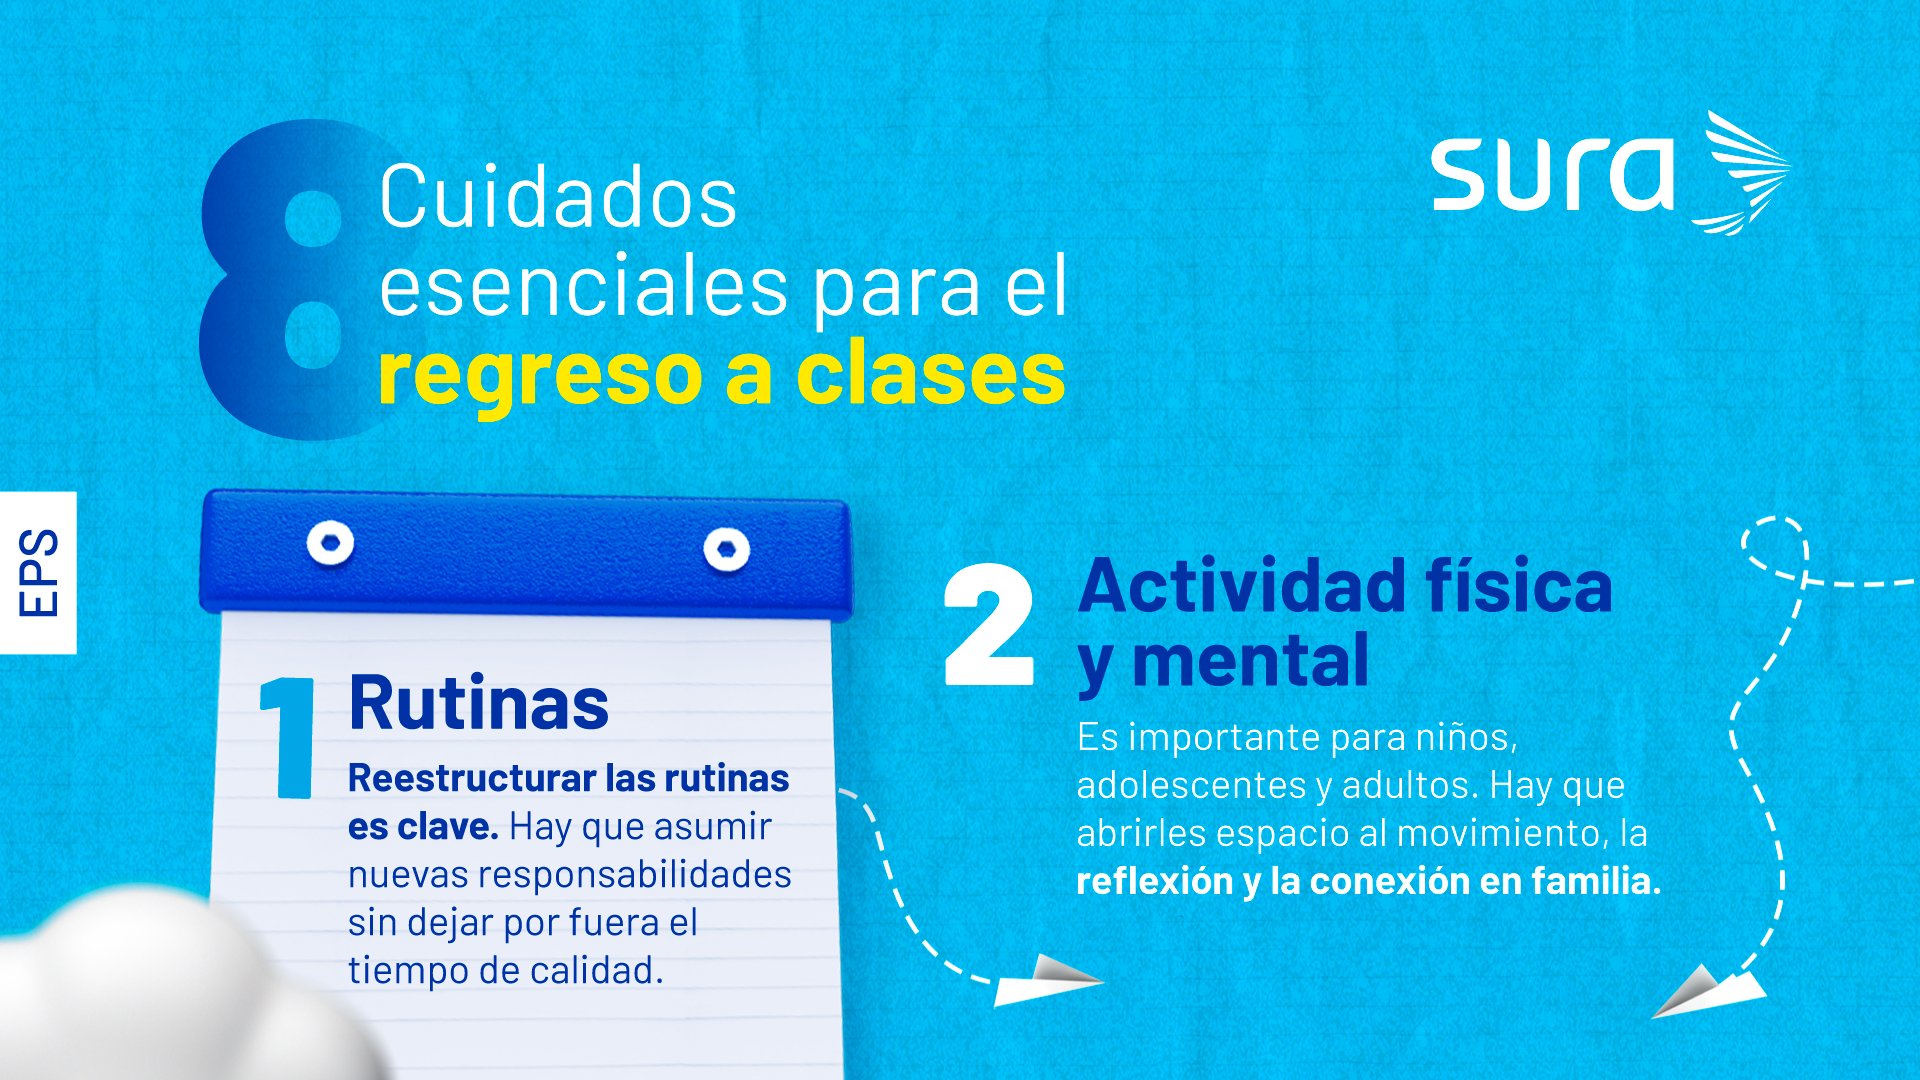 8
Cuidados
esenciales para el
regreso a clases
sura
EPS
1
Rutinas
Reestructurar las rutinas
es clave. Hay que asumir
nuevas responsabilidades
sin dejar por fuera el
tiempo de calidad.
2
Actividad física
y mental
Es importante para niños,
adolescentes y adultos. Hay que
abrirles espacio al movimiento, la
reflexión y la conexión en familia.